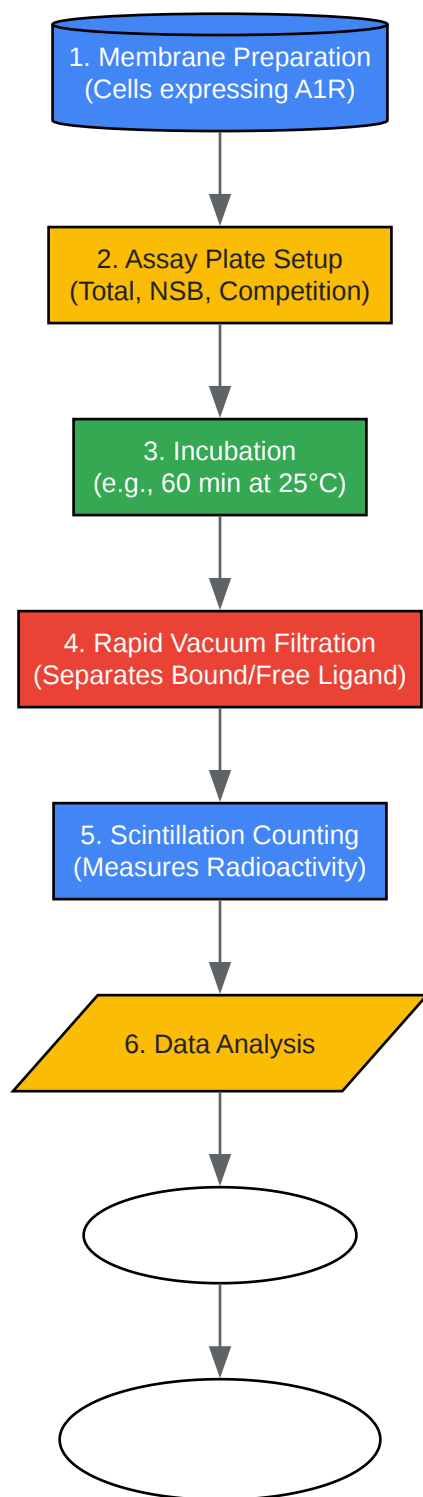 1. Membrane Preparation
(Cells expressing A1R)
2. Assay Plate Setup
(Total, NSB, Competition)
3. Incubation
(e.g., 60 min at 25°C)
4. Rapid Vacuum Filtration
(Separates Bound/Free Ligand)
5. Scintillation Counting
(Measures Radioactivity)
6. Data Analysis